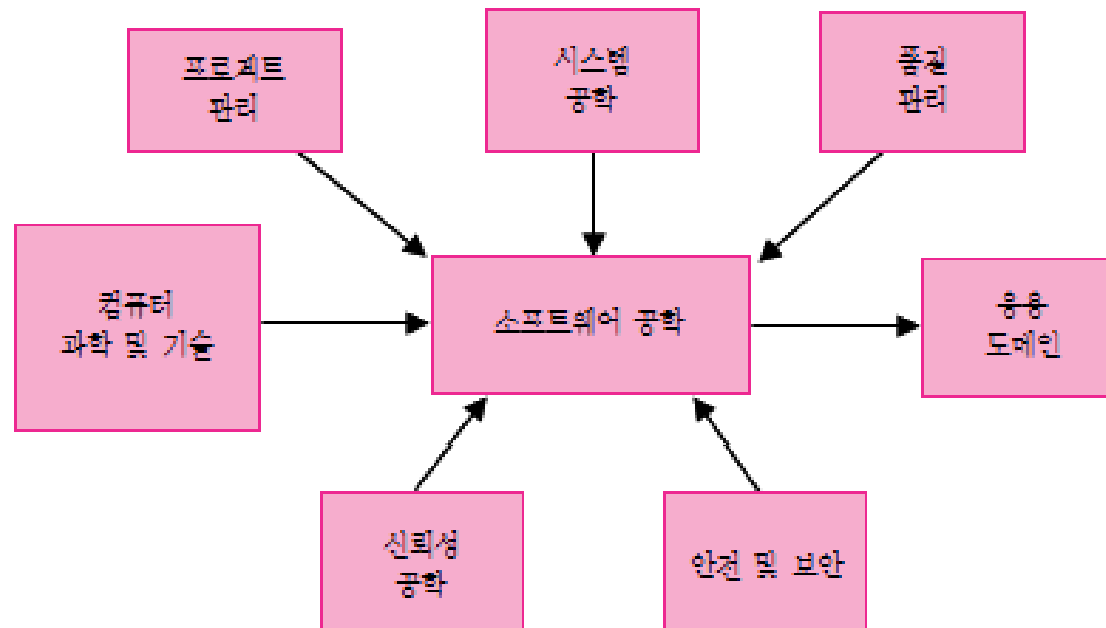 프로젝트
관리
시스템
공학
품질
관리
컴퓨터
과학 및 기술
소프트웨어 공학
응용
도메인
신뢰성
공학
안전 및 보안